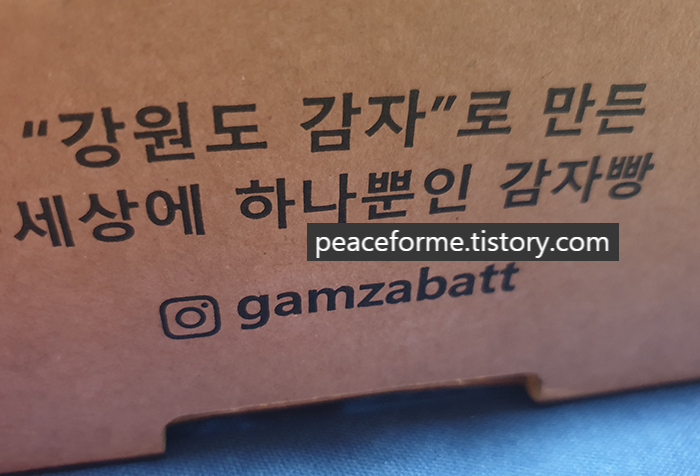 “강원도 감자”로 만든
세상에 하나뿐인 감자빵
peaceforme.tistory.com
gamzabatt